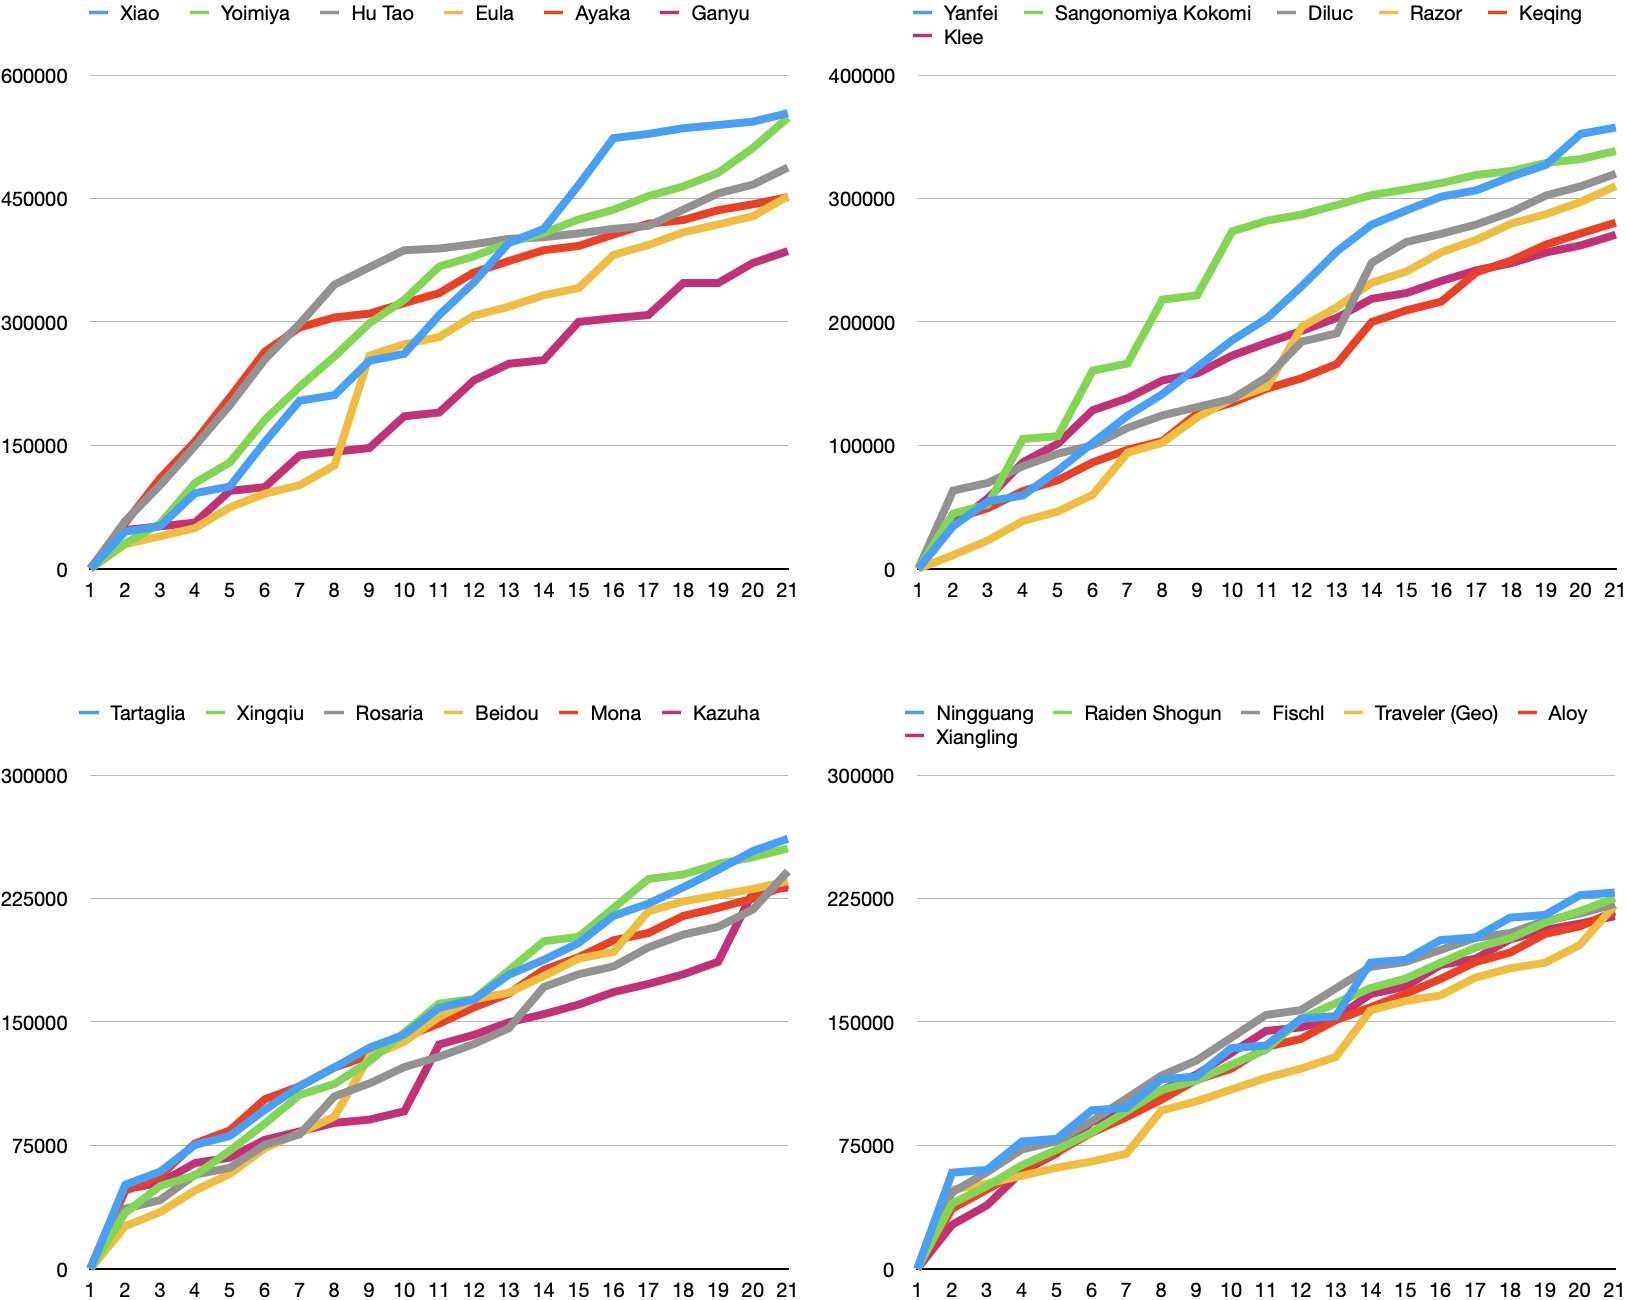 Xiao Yoimiya Hu Tao Eula Ayaka Ganyu
600000
450000
300000
150000
0
1 2 3 4 5 6 7 8 9 10 11 12 13 14 15 16 17 18 19 20 21
Yanfei Sangonomiya Kokomi Diluc Razor Keqing
Klee
400000
300000
200000
100000
0
1 2 3 4 5 6 7 8 9 10 11 12 13 14 15 16 17 18 19 20 21
Tartaglia Xingqiu Rosaria Beidou Mona Kazuha
300000
225000
150000
75000
0
1 2 3 4 5 6 7 8 9 10 11 12 13 14 15 16 17 18 19 20 21
Ningguang Raiden Shogun Fischl Traveler (Geo) Aloy
Xiangling
300000
225000
150000
75000
0
1 2 3 4 5 6 7 8 9 10 11 12 13 14 15 16 17 18 19 20 21